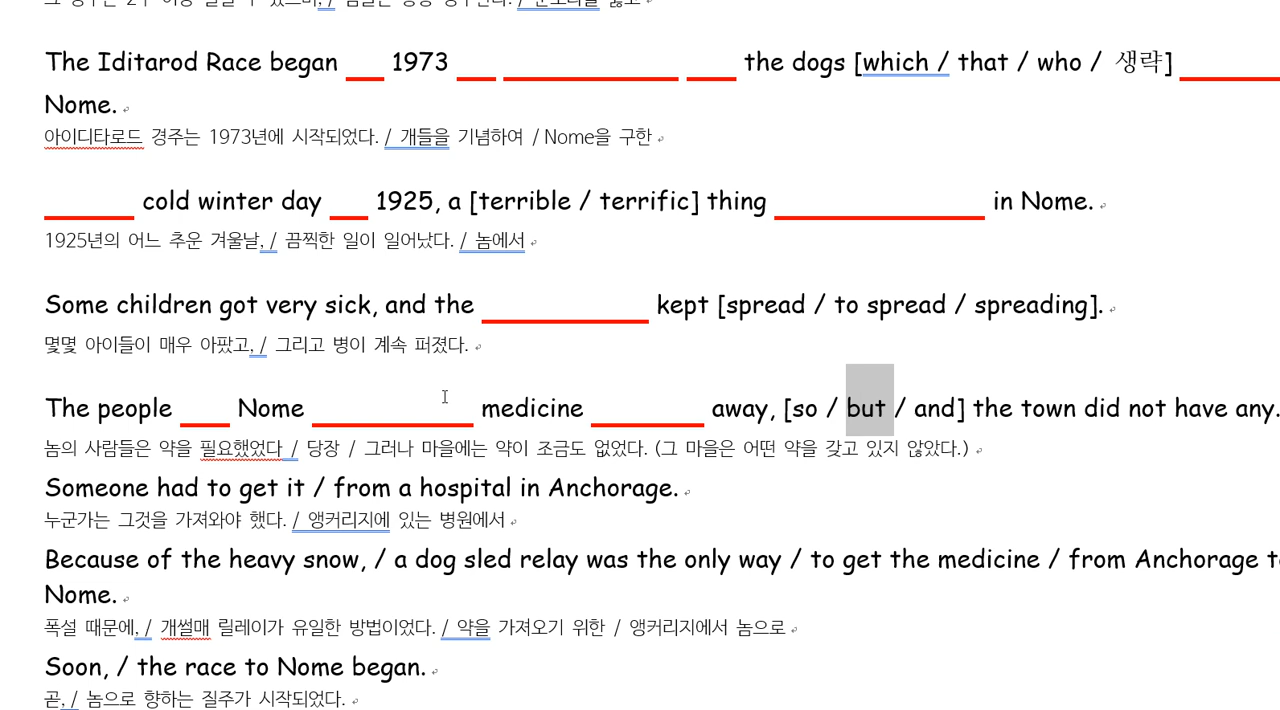 The Iditarod Race began ___ 1973 ___ ___ ___ the dogs [which / that / who / 생략] ___
Nome.
아이디타로드 경주는 1973년에 시작되었다. / 개들을 기념하여 / Nome을 구한
___ cold winter day ___ 1925, a [terrible / terrific] thing ___ in Nome.
1925년의 어느 추운 겨울날, / 끔찍한 일이 일어났다. / 놈에서
Some children got very sick, and the ___ kept [spread / to spread / spreading].
몇몇 아이들이 매우 아팠고, / 그리고 병이 계속 퍼졌다.
The people ___ Nome ___ medicine ___ away, [so / but / and] the town did not have any.
놈의 사람들은 약을 필요했었다 / 당장 / 그러나 마을에는 약이 조금도 없었다. (그 마을은 어떤 약을 갖고 있지 않았다.)
Someone had to get it / from a hospital in Anchorage.
누군가는 그것을 가져와야 했다. / 앵커리지에 있는 병원에서
Because of the heavy snow, / a dog sled relay was the only way / to get the medicine / from Anchorage
Nome.
폭설 때문에, / 개썰매 릴레이가 유일한 방법이었다. / 약을 가져오기 위한 / 앵커리지에서 놈으로
Soon, / the race to Nome began.
곧, / 놈으로 향하는 질주가 시작되었다.